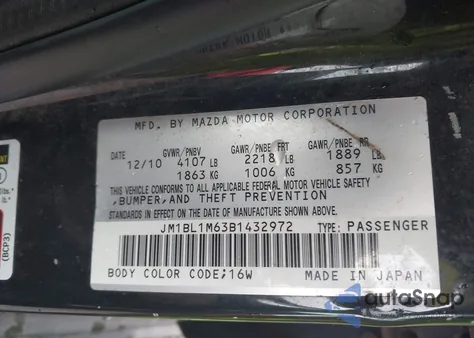 MFD. BY MAZDA MOTOR CORPORATION
DATE GVWR/PNBV GAWR/PNBE FRT GAWR/PNBE RR
12/10 4107 LB 2218 LB 1889 LB
1863 KG 1006 KG 857 KG
THIS VEHICLE CONFORMS TO ALL APPLICABLE FEDERAL MOTOR VEHICLE SAFETY
,BUMPER,AND THEFT PREVENTION
STANDARDS IN EFFECT ON THE DATE OF MANUFACTURE SHOWN ABOVE.
JM1BL1M63B1432972 TYPE: PASSENGER
BODY COLOR CODE;16W MADE IN JAPAN
(BCP3)
autoSnap